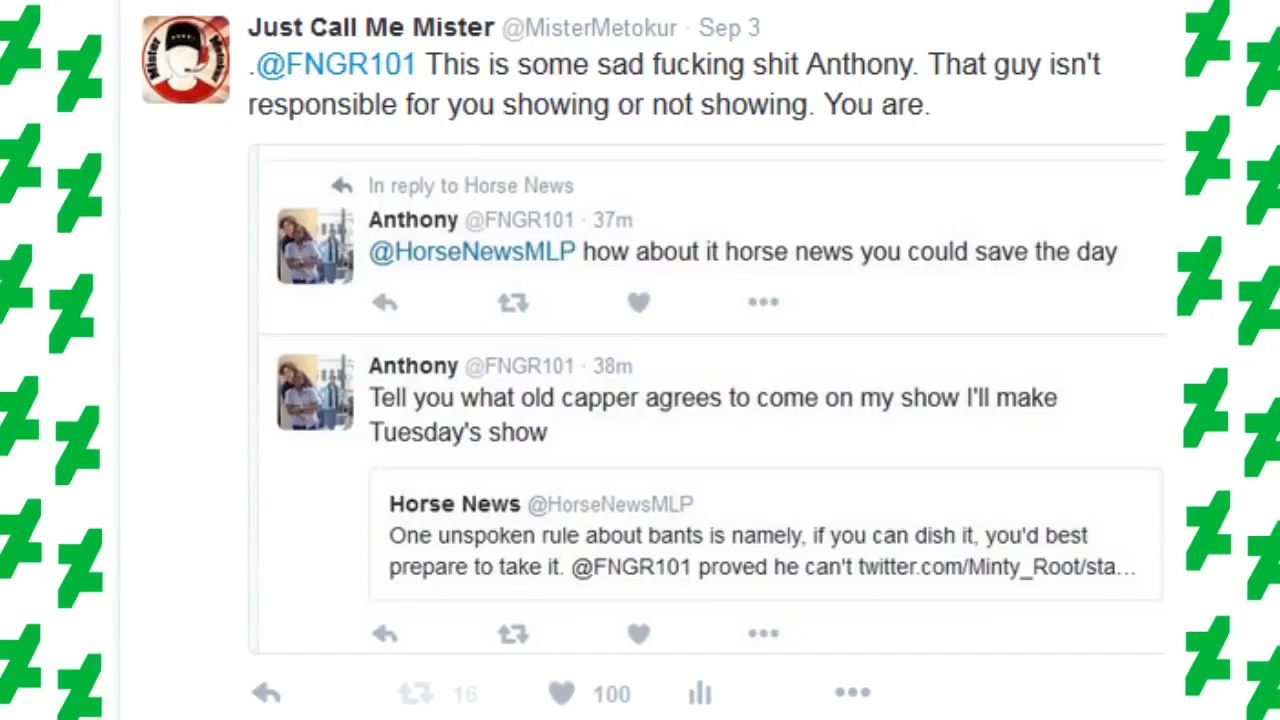 Just Call Me Mister @MisterMetokur · Sep 3
.@FNGR101 This is some sad fucking shit Anthony. That guy isn't
responsible for you showing or not showing. You are.
In reply to Horse News
Anthony @FNGR101 · 37m
@HorseNewsMLP how about it horse news you could save the day
Anthony @FNGR101 · 38m
Tell you what old capper agrees to come on my show I'll make
Tuesday's show
Horse News @HorseNewsMLP
One unspoken rule about bants is namely, if you can dish it, you'd best
prepare to take it. @FNGR101 proved he can't twitter.com/Minty_Root/sta...
16 100